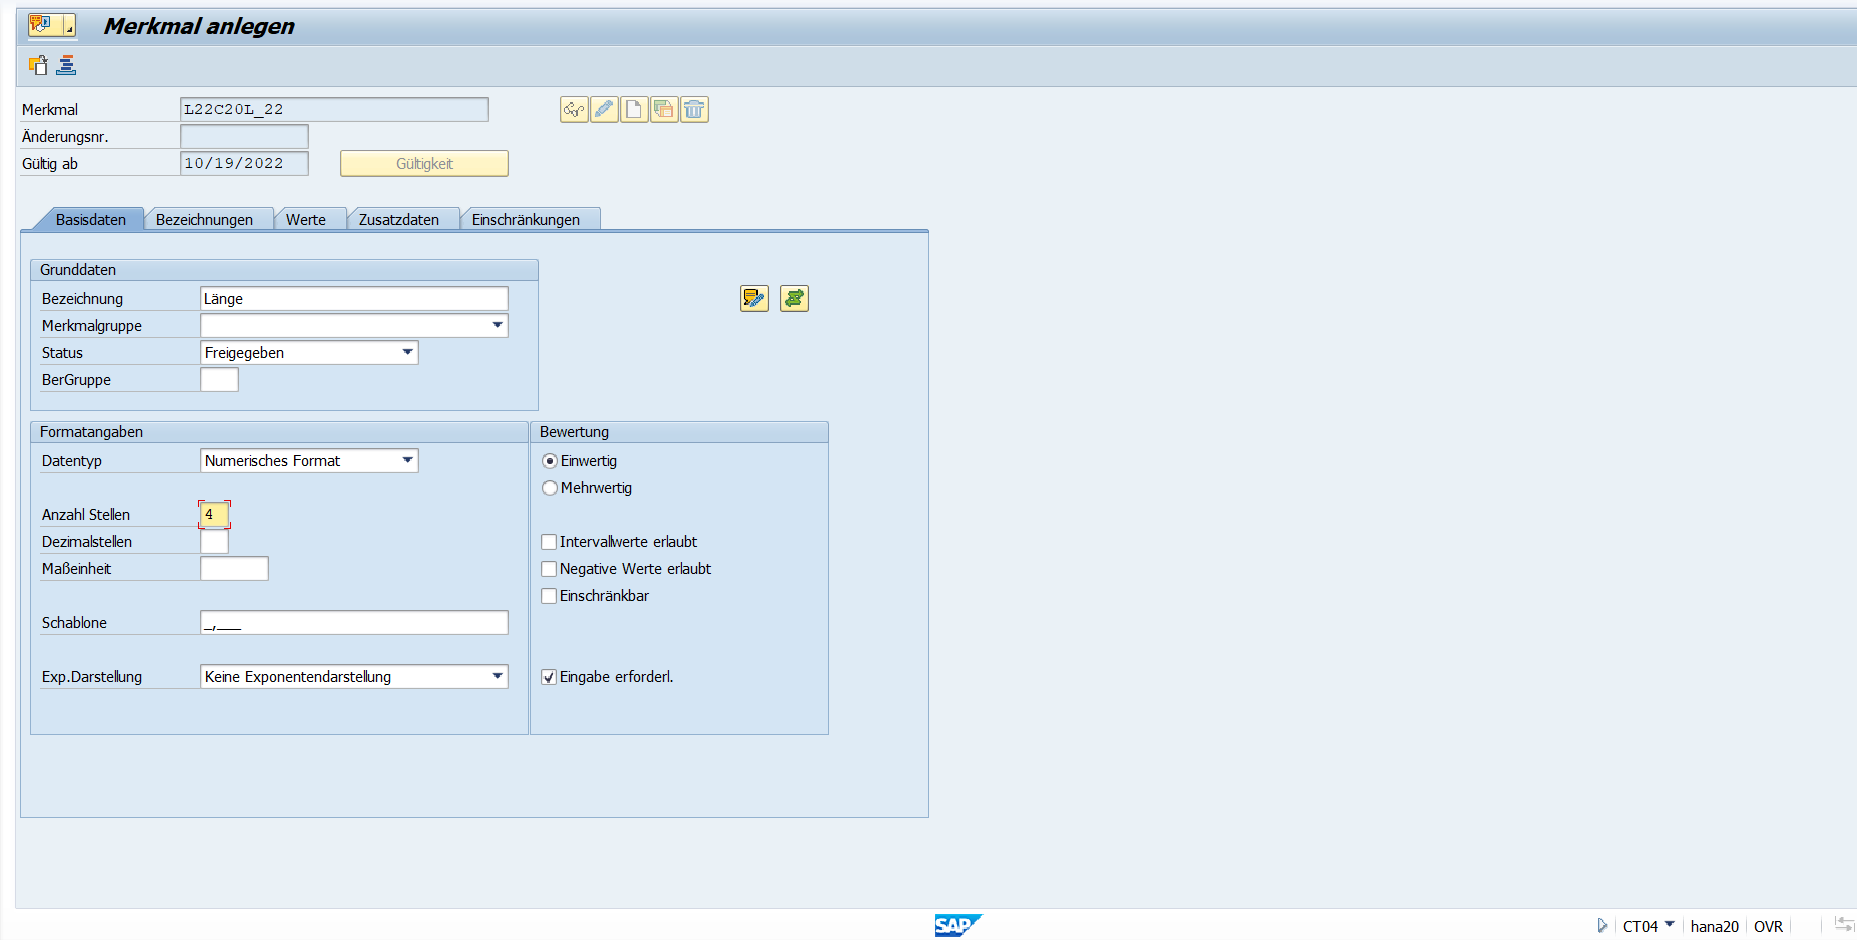 Merkmal anlegen
Merkmal L22C20L_22
Änderungsnr.
Gültig ab 10/19/2022 Gültigkeit
Basisdaten Bezeichnungen Werte Zusatzdaten Einschränkungen
Grunddaten
Bezeichnung Länge
Merkmalgruppe
Status Freigegeben
BerGruppe
Formatangaben Bewertung
Datentyp Numerisches Format Einwertig
Mehrwertig
Anzahl Stellen 4
Dezimalstellen Intervallwerte erlaubt
Maßeinheit Negative Werte erlaubt
Einschränkbar
Schablone _,___
Exp.Darstellung Keine Exponentendarstellung Eingabe erforderl.
SAP CT04 hana20 OVR